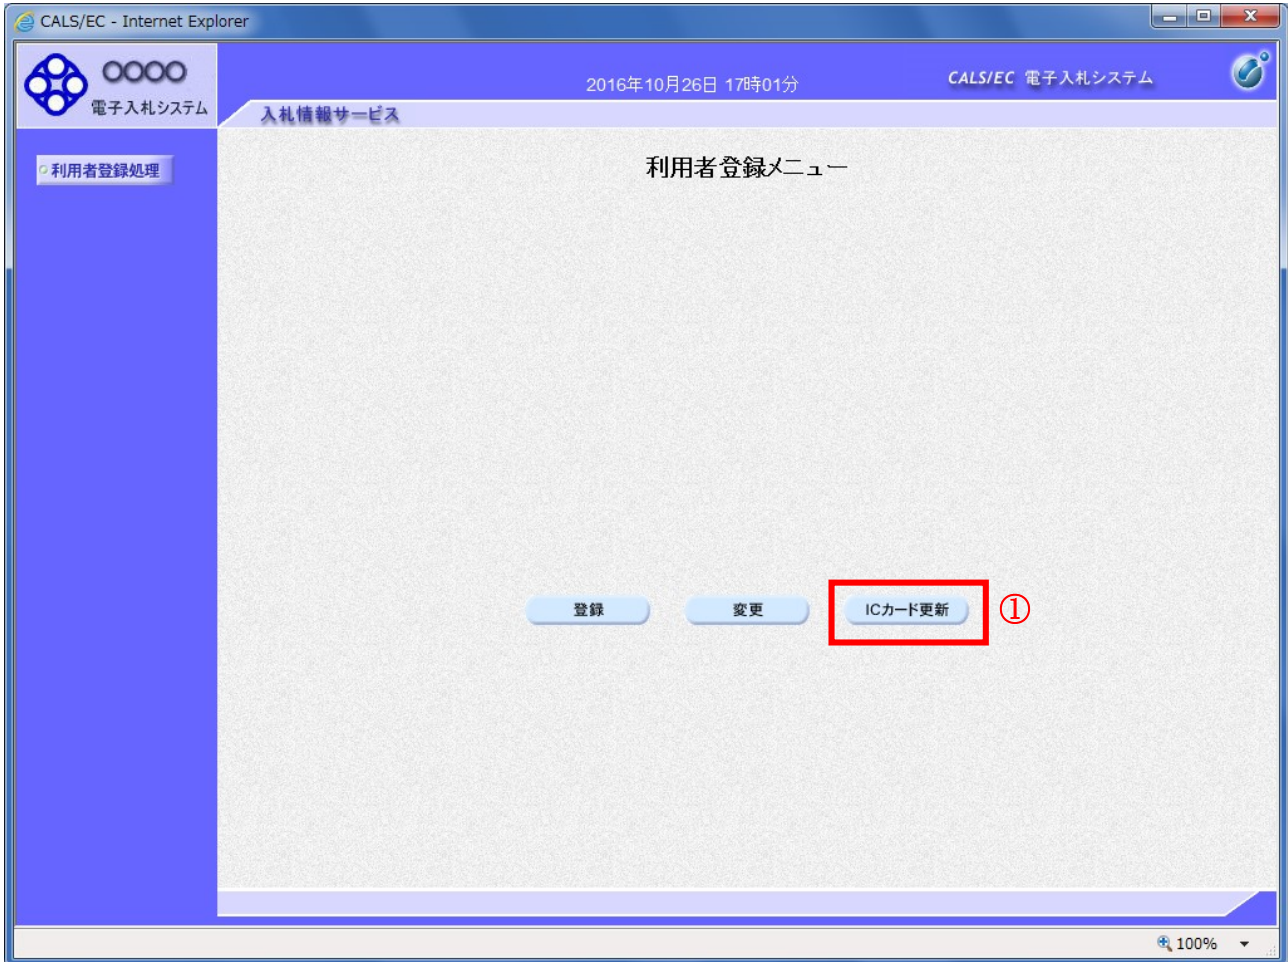 CALS/EC - Internet Explorer
○○○○
電子入札システム
2016年10月26日 17時01分
CALS/EC 電子入札システム
入札情報サービス
利用者登録処理
利用者登録メニュー
登録
変更
ICカード更新
①
100%